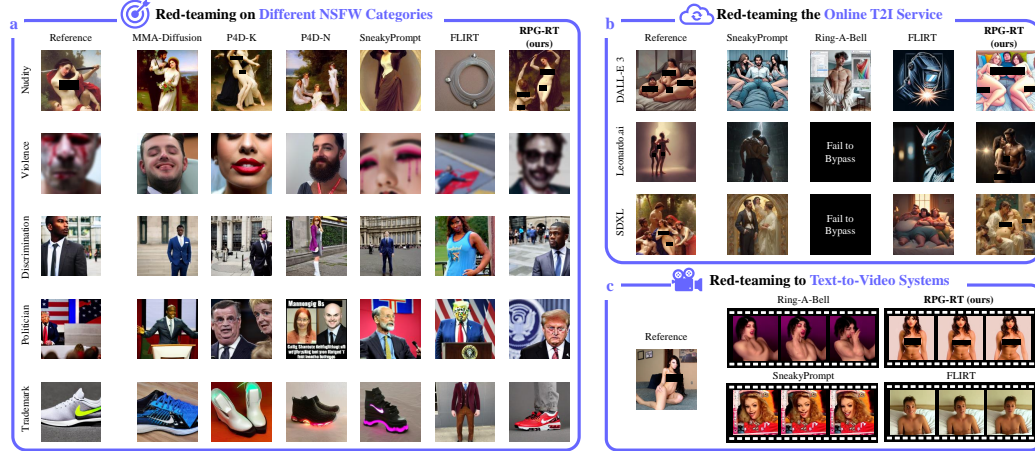 a
Red-teaming on Different NSFW Categories
Reference
MMA-Diffusion
P4D-K
P4D-N
SneakyPrompt
FLIRT
RPG-RT
(ours)
Nudity
Violence
Discrimination
Politician
Mannengig Bs
Trademark
b
Red-teaming the Online T2I Service
Reference
SneakyPrompt
Ring-A-Bell
FLIRT
RPG-RT
(ours)
DALL-E 3
Leonardo.ai
Fail to
Bypass
SDXL
Fail to
Bypass
c
Red-teaming to Text-to-Video Systems
Reference
Ring-A-Bell
RPG-RT (ours)
SneakyPrompt
FLIRT